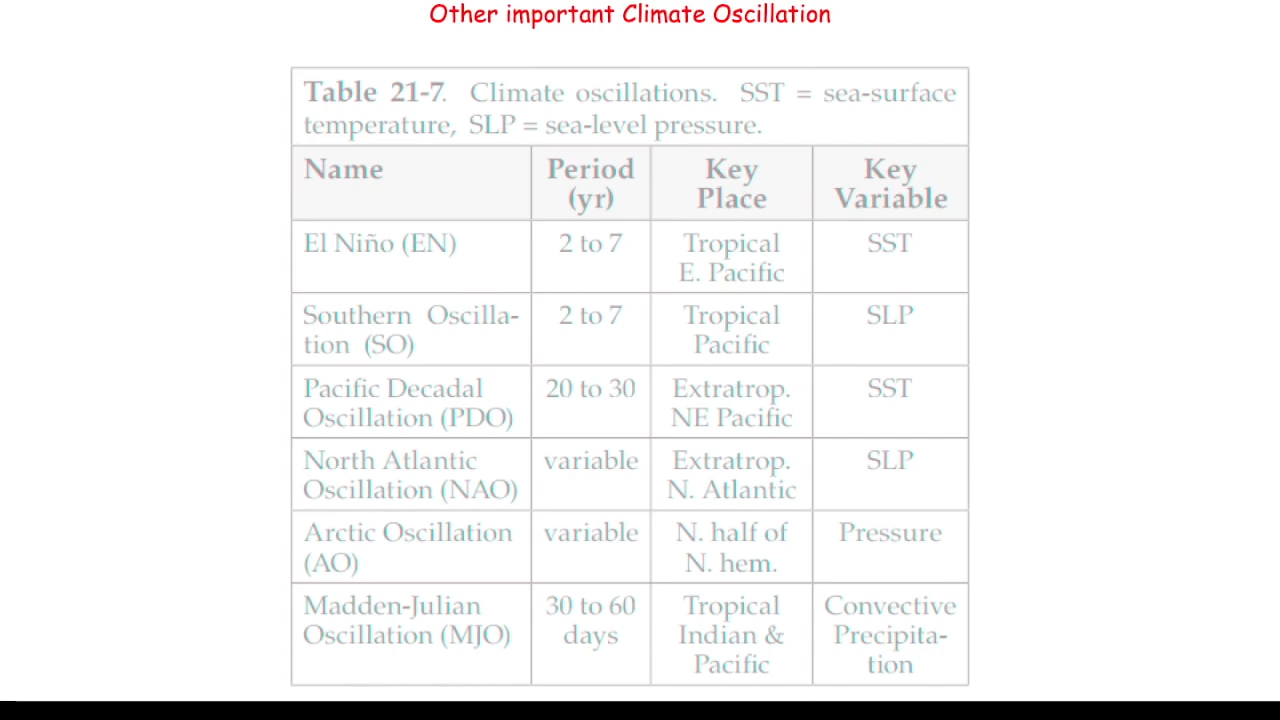 Other important Climate Oscillation
Table 21-7. Climate oscillations. SST = sea-surface
temperature, SLP = sea-level pressure.
Name Period (yr) Key Place Key Variable
El Niño (EN) 2 to 7 Tropical E. Pacific SST
Southern Oscilla-
tion (SO) 2 to 7 Tropical Pacific SLP
Pacific Decadal
Oscillation (PDO) 20 to 30 Extratrop. NE Pacific SST
North Atlantic
Oscillation (NAO) variable Extratrop. N. Atlantic SLP
Arctic Oscillation
(AO) variable N. half of N. hem. Pressure
Madden-Julian
Oscillation (MJO) 30 to 60 days Tropical Indian & Pacific Convective Precipita-
tion